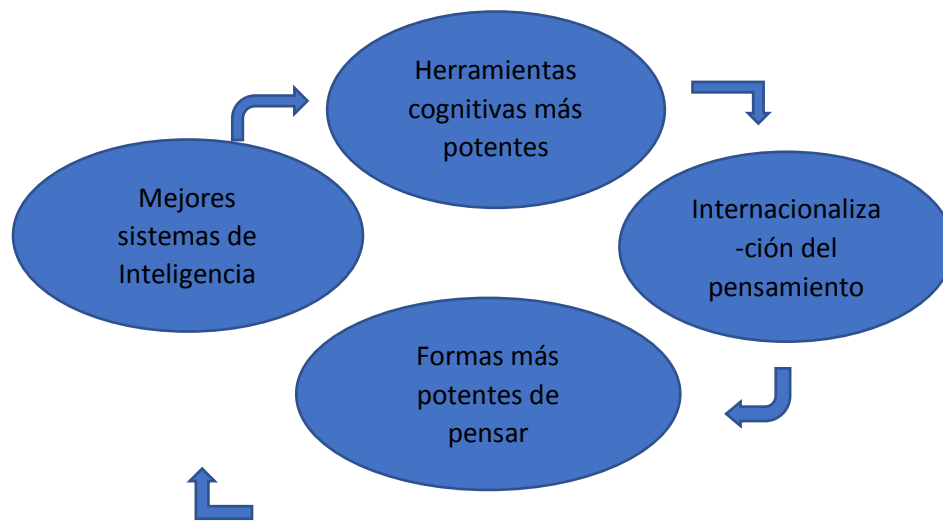 Herramientas
cognitivas más
potentes
Mejores
sistemas de
Inteligencia
Internacionaliza
-ción del
pensamiento
Formas más
potentes de
pensar